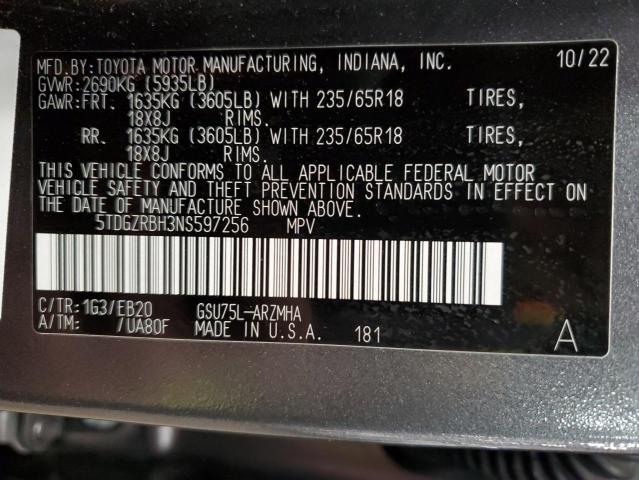 MFD.BY:TOYOTA MOTOR MANUFACTURING, INDIANA, INC. 10/22
GVWR:2690KG (5935LB)
GAWR:FRT. 1635KG (3605LB) WITH 235/65R18 TIRES,
18X8J RIMS.
RR. 1635KG (3605LB) WITH 235/65R18 TIRES,
18X8J RIMS.
THIS VEHICLE CONFORMS TO ALL APPLICABLE FEDERAL MOTOR
VEHICLE SAFETY AND THEFT PREVENTION STANDARDS IN EFFECT ON
THE DATE OF MANUFACTURE SHOWN ABOVE.
5TDGZRBH3NS597256 MPV
C/TR:1G3/EB20 GSU75L-ARZMHA
A/TM: /UA80F MADE IN U.S.A. 181 A